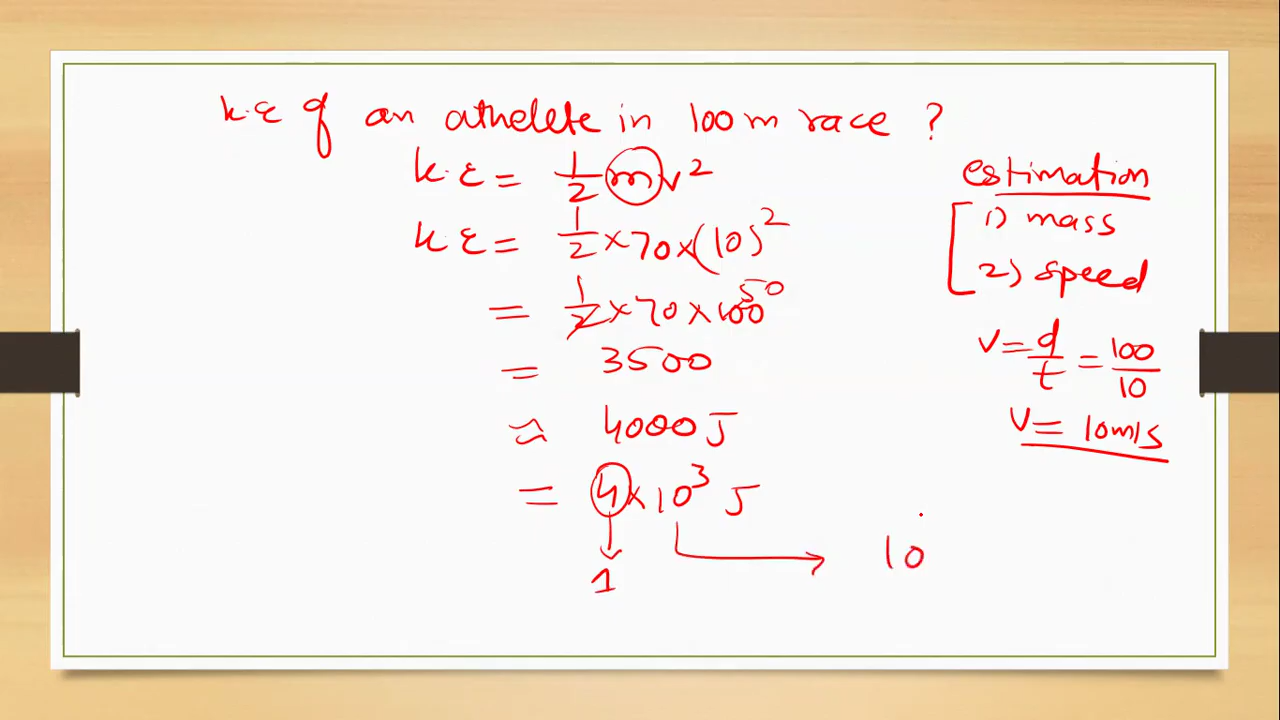 K.E of an athelete in 100m race ?
K.E = 1/2 m v²
K.E = 1/2 × 70 × (10)²
= 1/2 × 70 × 100 50
= 3500
≈ 4000 J
= 4 × 10³ J
1
10
estimation
1) mass
2) speed
v = d/t = 100/10
V = 10m/s